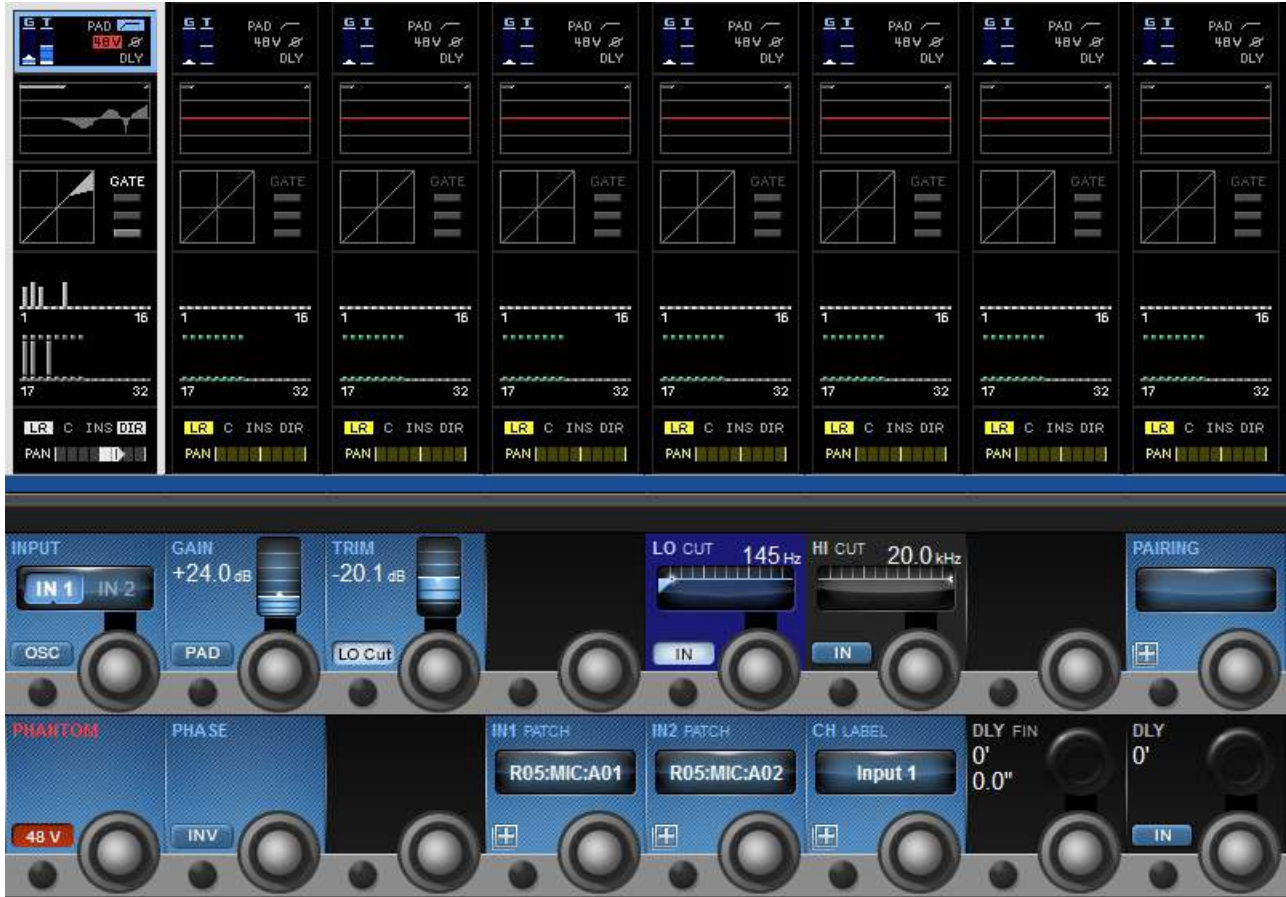 G T PAD G T PAD G T PAD G T PAD G T PAD G T PAD G T PAD G T PAD
48V Ø 48V Ø 48V Ø 48V Ø 48V Ø 48V Ø 48V Ø 48V Ø
DLY DLY DLY DLY DLY DLY DLY DLY
GATE GATE GATE GATE GATE GATE GATE GATE
1 16 1 16 1 16 1 16 1 16 1 16 1 16 1 16
17 32 17 32 17 32 17 32 17 32 17 32 17 32 17 32
LR C INS DIR LR C INS DIR LR C INS DIR LR C INS DIR LR C INS DIR LR C INS DIR LR C INS DIR LR C INS DIR
PAN PAN PAN PAN PAN PAN PAN PAN
INPUT GAIN TRIM LO CUT 145 Hz HI CUT 20.0 kHz PAIRING
+24.0 dB -20.1 dB
IN 1 IN 2
OSC PAD LO Cut IN IN
PHANTOM PHASE IN1 PATCH IN2 PATCH CH LABEL DLY FIN DLY
0' 0'
R05:MIC:A01 R05:MIC:A02 Input 1 0.0"
48 V INV IN